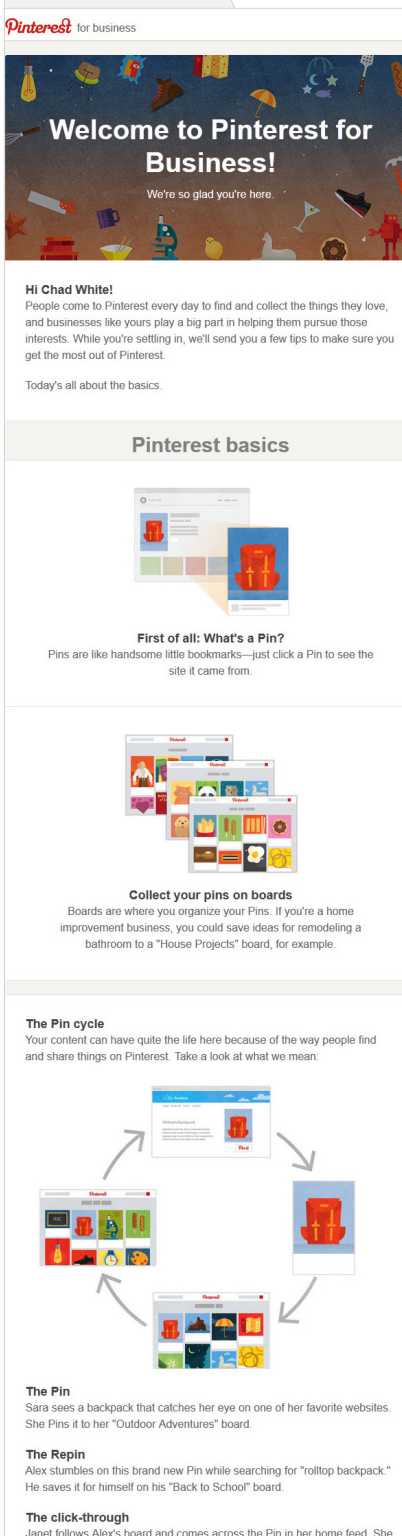 Pinterest for business
Welcome to Pinterest for
Business!
We're so glad you're here.
Hi Chad White!
People come to Pinterest every day to find and collect the things they love,
and businesses like yours play a big part in helping them pursue those
interests. While you're settling in, we'll send you a few tips to make sure you
get the most out of Pinterest.
Today's all about the basics.
Pinterest basics
First of all: What's a Pin?
Pins are like handsome little bookmarks—just click a Pin to see the
site it came from.
Pinterest
Pinterest
Pinterest
Collect your pins on boards
Boards are where you organize your Pins. If you're a home
improvement business, you could save ideas for remodeling a
bathroom to a "House Projects" board, for example.
The Pin cycle
Your content can have quite the life here because of the way people find
and share things on Pinterest. Take a look at what we mean:
Pin it
Pinterest
ABC
Pinterest
The Pin
Sara sees a backpack that catches her eye on one of her favorite websites.
She Pins it to her "Outdoor Adventures" board.
The Repin
Alex stumbles on this brand new Pin while searching for "rolltop backpack."
He saves it for himself on his "Back to School" board.
The click-through
Janet follows Alex's board and comes across the Pin in her home feed. She